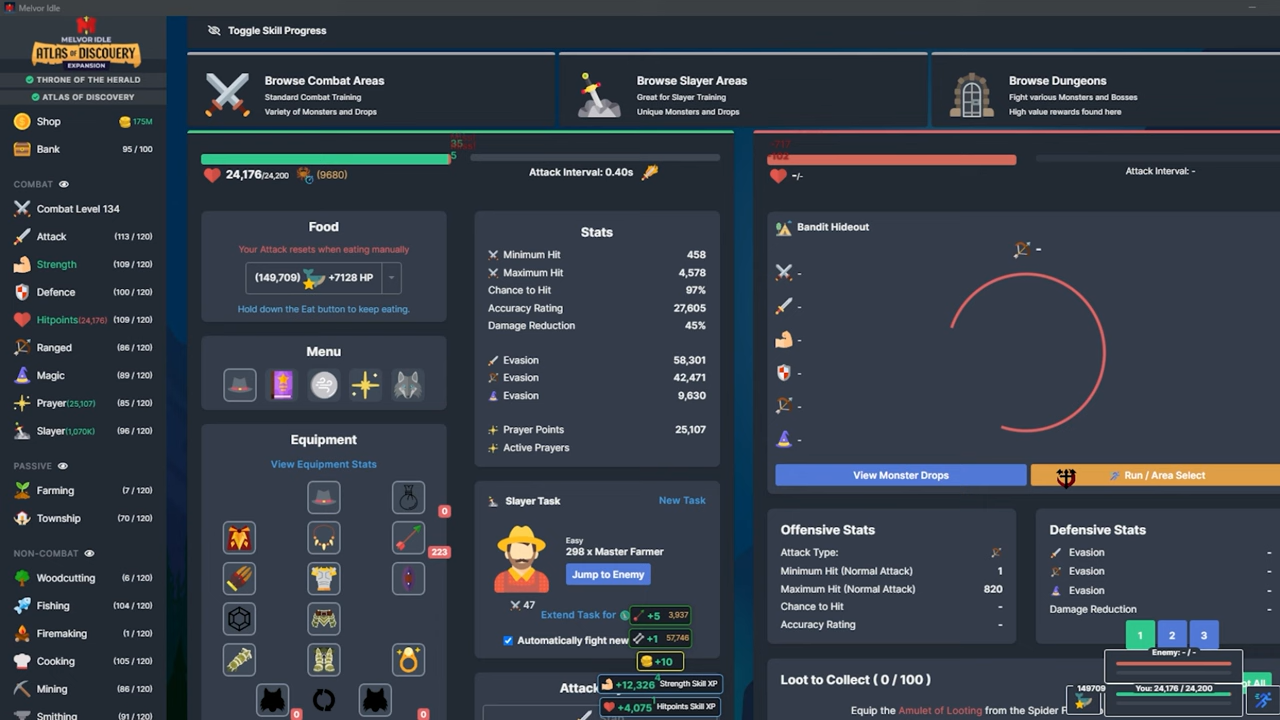 Melvor Idle
MELVOR IDLE
ATLAS OF DISCOVERY
EXPANSION
THRONE OF THE HERALD
ATLAS OF DISCOVERY
Shop 175M
Bank 95 / 100
COMBAT
Combat Level 134
Attack (113 / 120)
Strength (109 / 120)
Defence (100 / 120)
Hitpoints(24,176) (109 / 120)
Ranged (86 / 120)
Magic (89 / 120)
Prayer(25,107) (85 / 120)
Slayer(1,070K) (96 / 120)
PASSIVE
Farming (7 / 120)
Township (70 / 120)
NON-COMBAT
Woodcutting (6 / 120)
Fishing (104 / 120)
Firemaking (1 / 120)
Cooking (105 / 120)
Mining (86 / 120)
Smithing (91 / 120)
Toggle Skill Progress
Browse Combat Areas
Standard Combat Training
Variety of Monsters and Drops
Browse Slayer Areas
Great for Slayer Training
Unique Monsters and Drops
Browse Dungeons
Fight various Monsters and Bosses
High value rewards found here
24,176/24,200 (9680)
Attack Interval: 0.40s
Food
Your Attack resets when eating manually
(149,709) +7128 HP
Hold down the Eat button to keep eating.
Menu
Equipment
View Equipment Stats
0
223
0
0
Stats
Minimum Hit 458
Maximum Hit 4,578
Chance to Hit 97%
Accuracy Rating 27,605
Damage Reduction 45%
Evasion 58,301
Evasion 42,471
Evasion 9,630
Prayer Points 25,107
Active Prayers
Slayer Task New Task
Easy
298 x Master Farmer
Jump to Enemy
47
Extend Task for
Automatically fight new
+5 3,937
+1 57,746
+10
+12,326 Strength Skill XP
+4,075 Hitpoints Skill XP
-/-
Attack Interval: -
Bandit Hideout
-
-
-
-
-
-
-
View Monster Drops
Run / Area Select
Offensive Stats
Attack Type:
Minimum Hit (Normal Attack) 1
Maximum Hit (Normal Attack) 820
Chance to Hit -
Accuracy Rating -
Defensive Stats
Evasion -
Evasion -
Evasion -
Damage Reduction -
1 2 3
Enemy: - / -
149709 You: 24,176 / 24,200
Loot to Collect ( 0 / 100 )
Equip the Amulet of Looting from the Spider